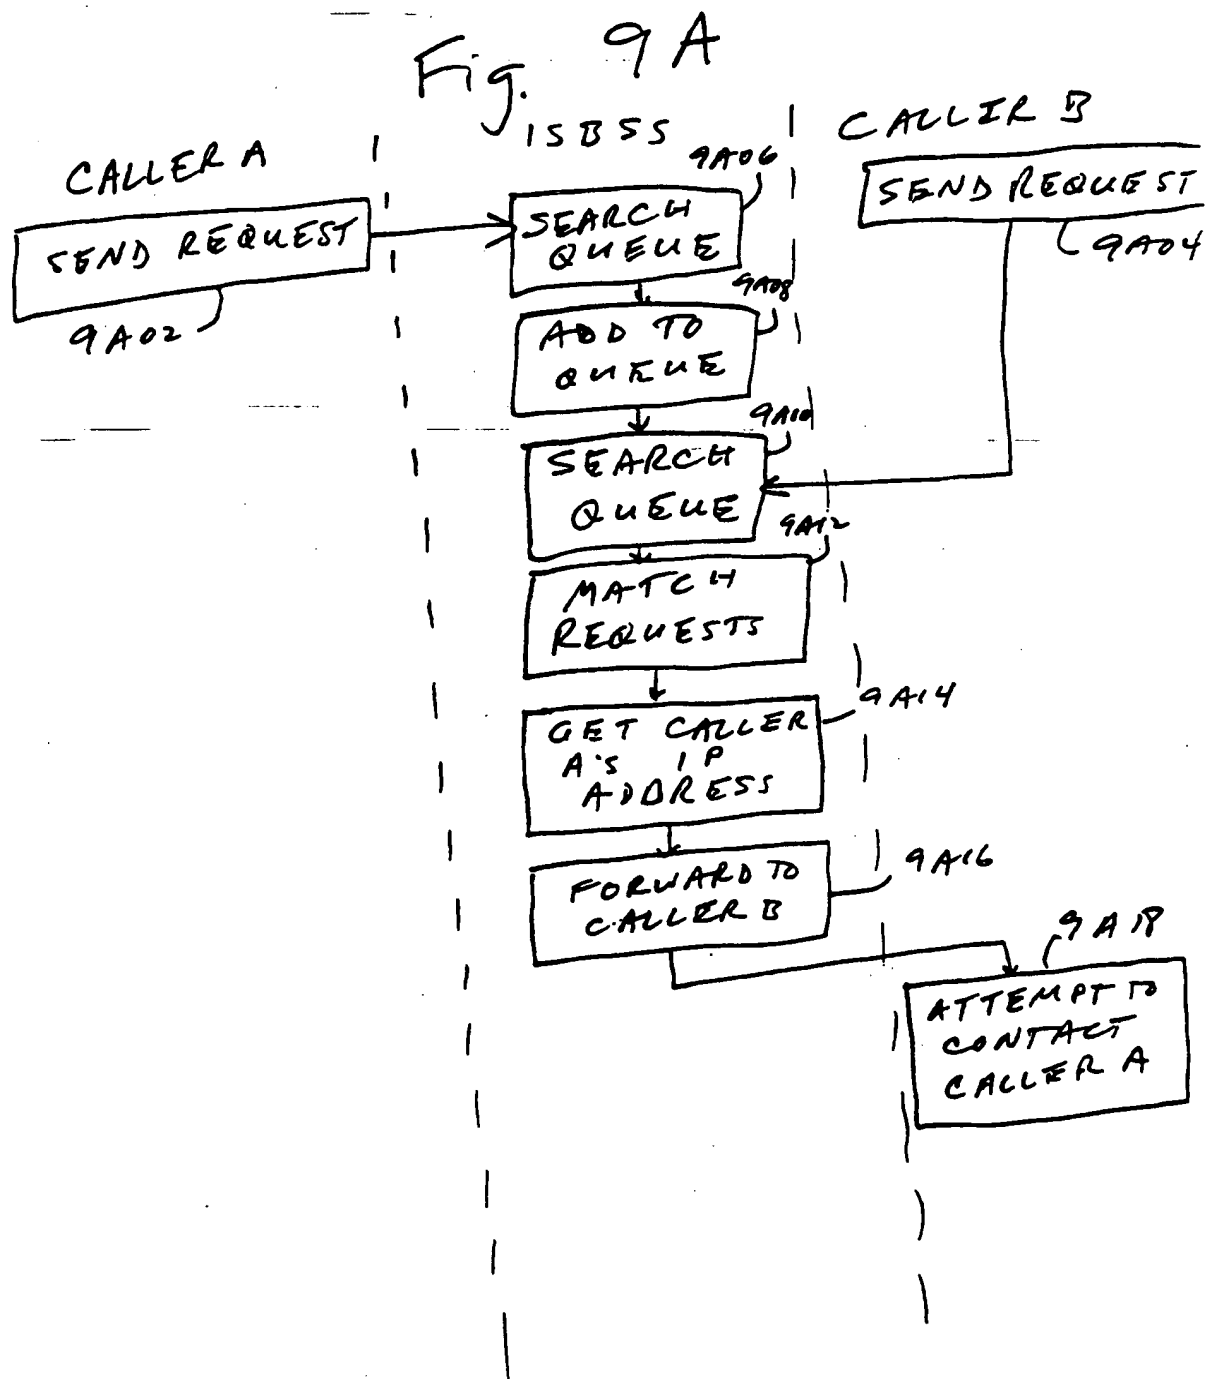 Fig. 9A
CALLER A
ISBSS
CALLER B
SEND REQUEST
9A02
SEARCH
QUEUE
9A06
SEND REQUEST
9A04
ADD TO
QUEUE
9A08
SEARCH
QUEUE
9A10
MATCH
REQUESTS
9A12
GET CALLER
A's IP
ADDRESS
9A14
FORWARD TO
CALLER B
9A16
ATTEMPT TO
CONTACT
CALLER A
9A18